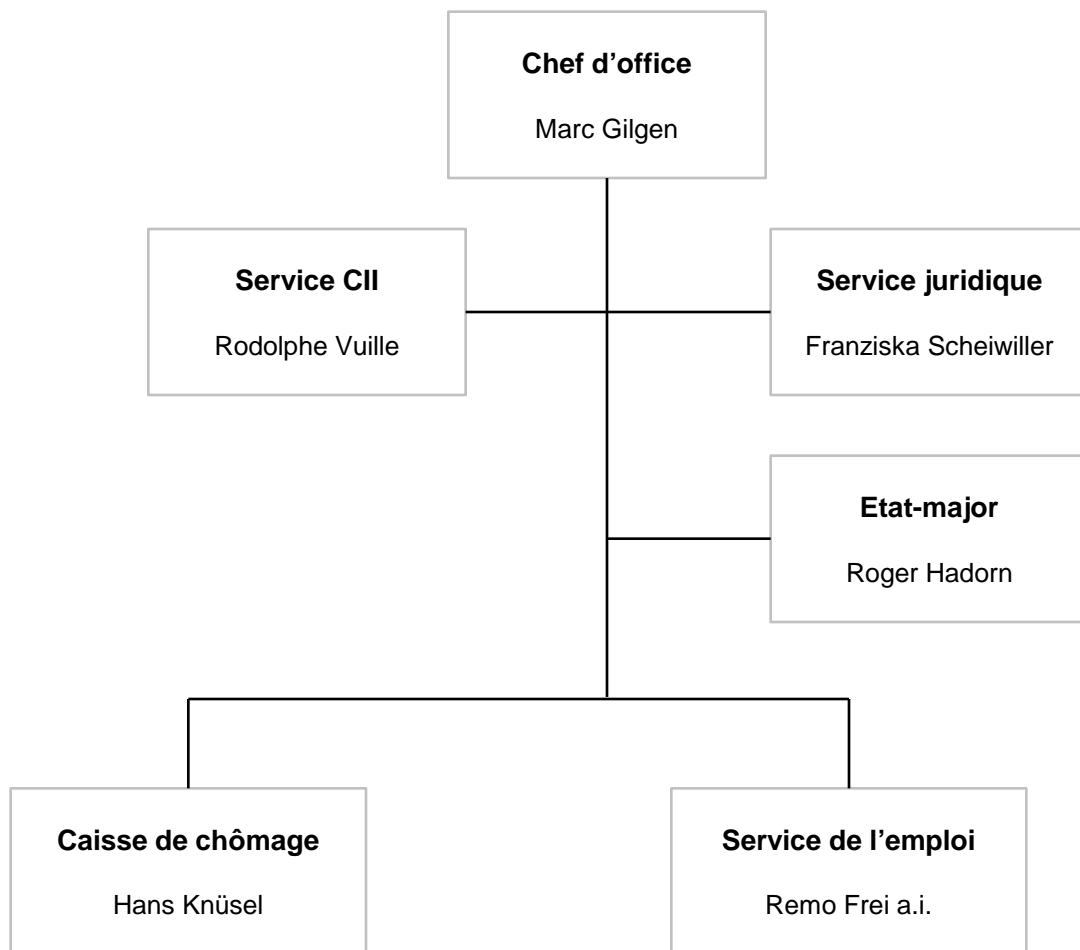 Chef d’office
Marc Gilgen
Service CII
Rodolphe Vuille
Service juridique
Franziska Scheiwiller
Etat-major
Roger Hadorn
Caisse de chômage
Hans Knüsel
Service de l’emploi
Remo Frei a.i.